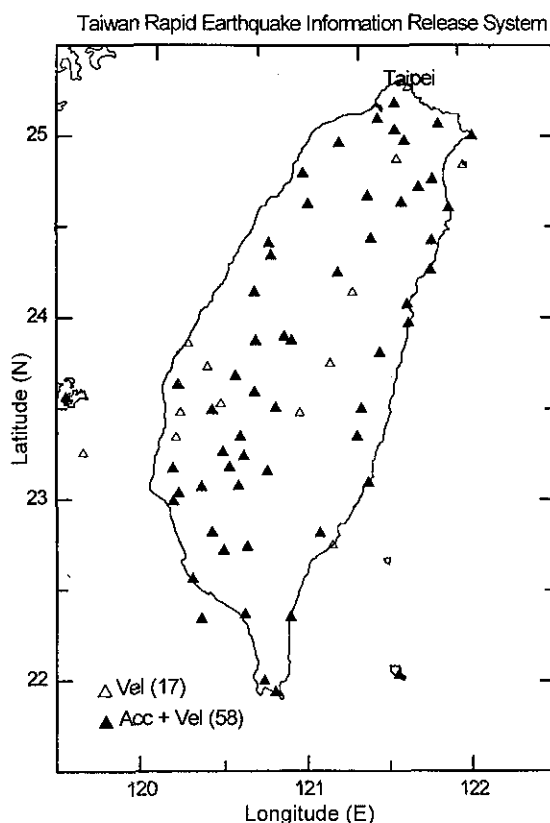 Taiwan Rapid Earthquake Information Release System
Taipei
25
24
23
22
Latitude (N)
Vel (17)
Acc + Vel (58)
120
121
122
Longitude (E)